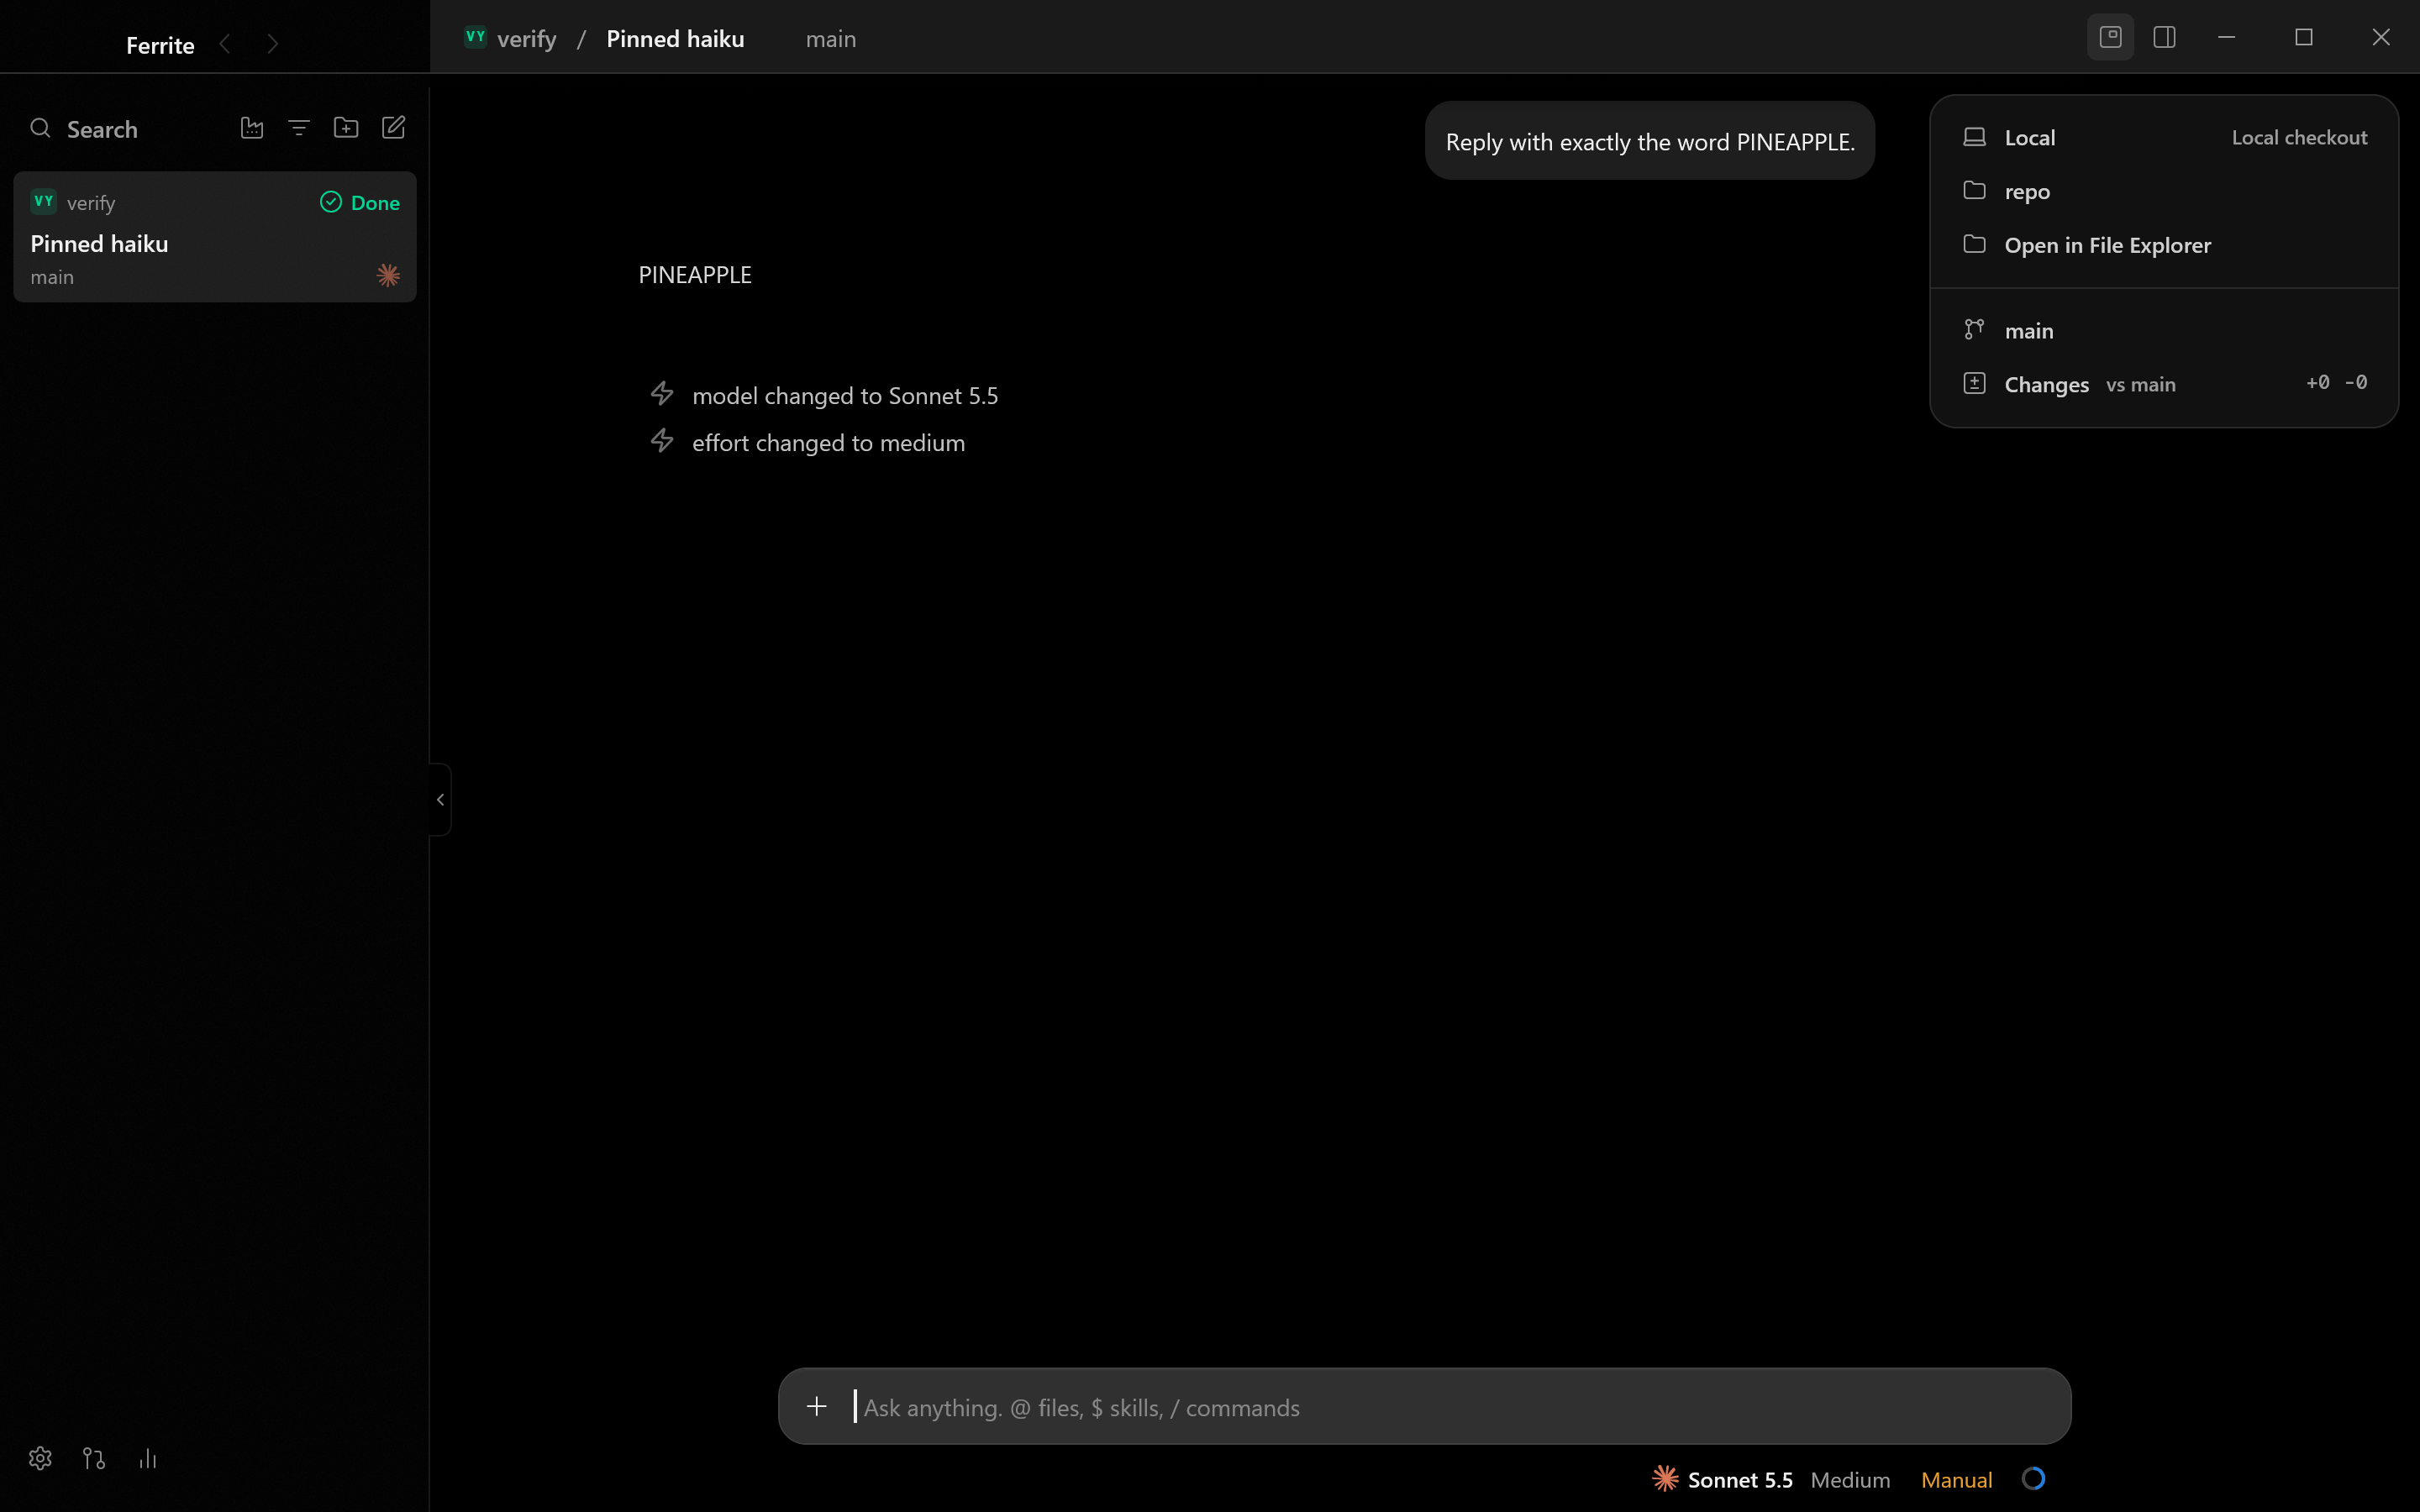 Ferrite
VY verify / Pinned haiku main
Search
VY verify Done
Pinned haiku
main
Reply with exactly the word PINEAPPLE.
PINEAPPLE
model changed to Sonnet 5.5
effort changed to medium
Local Local checkout
repo
Open in File Explorer
main
Changes vs main +0 -0
Ask anything. @ files, $ skills, / commands
Sonnet 5.5 Medium Manual